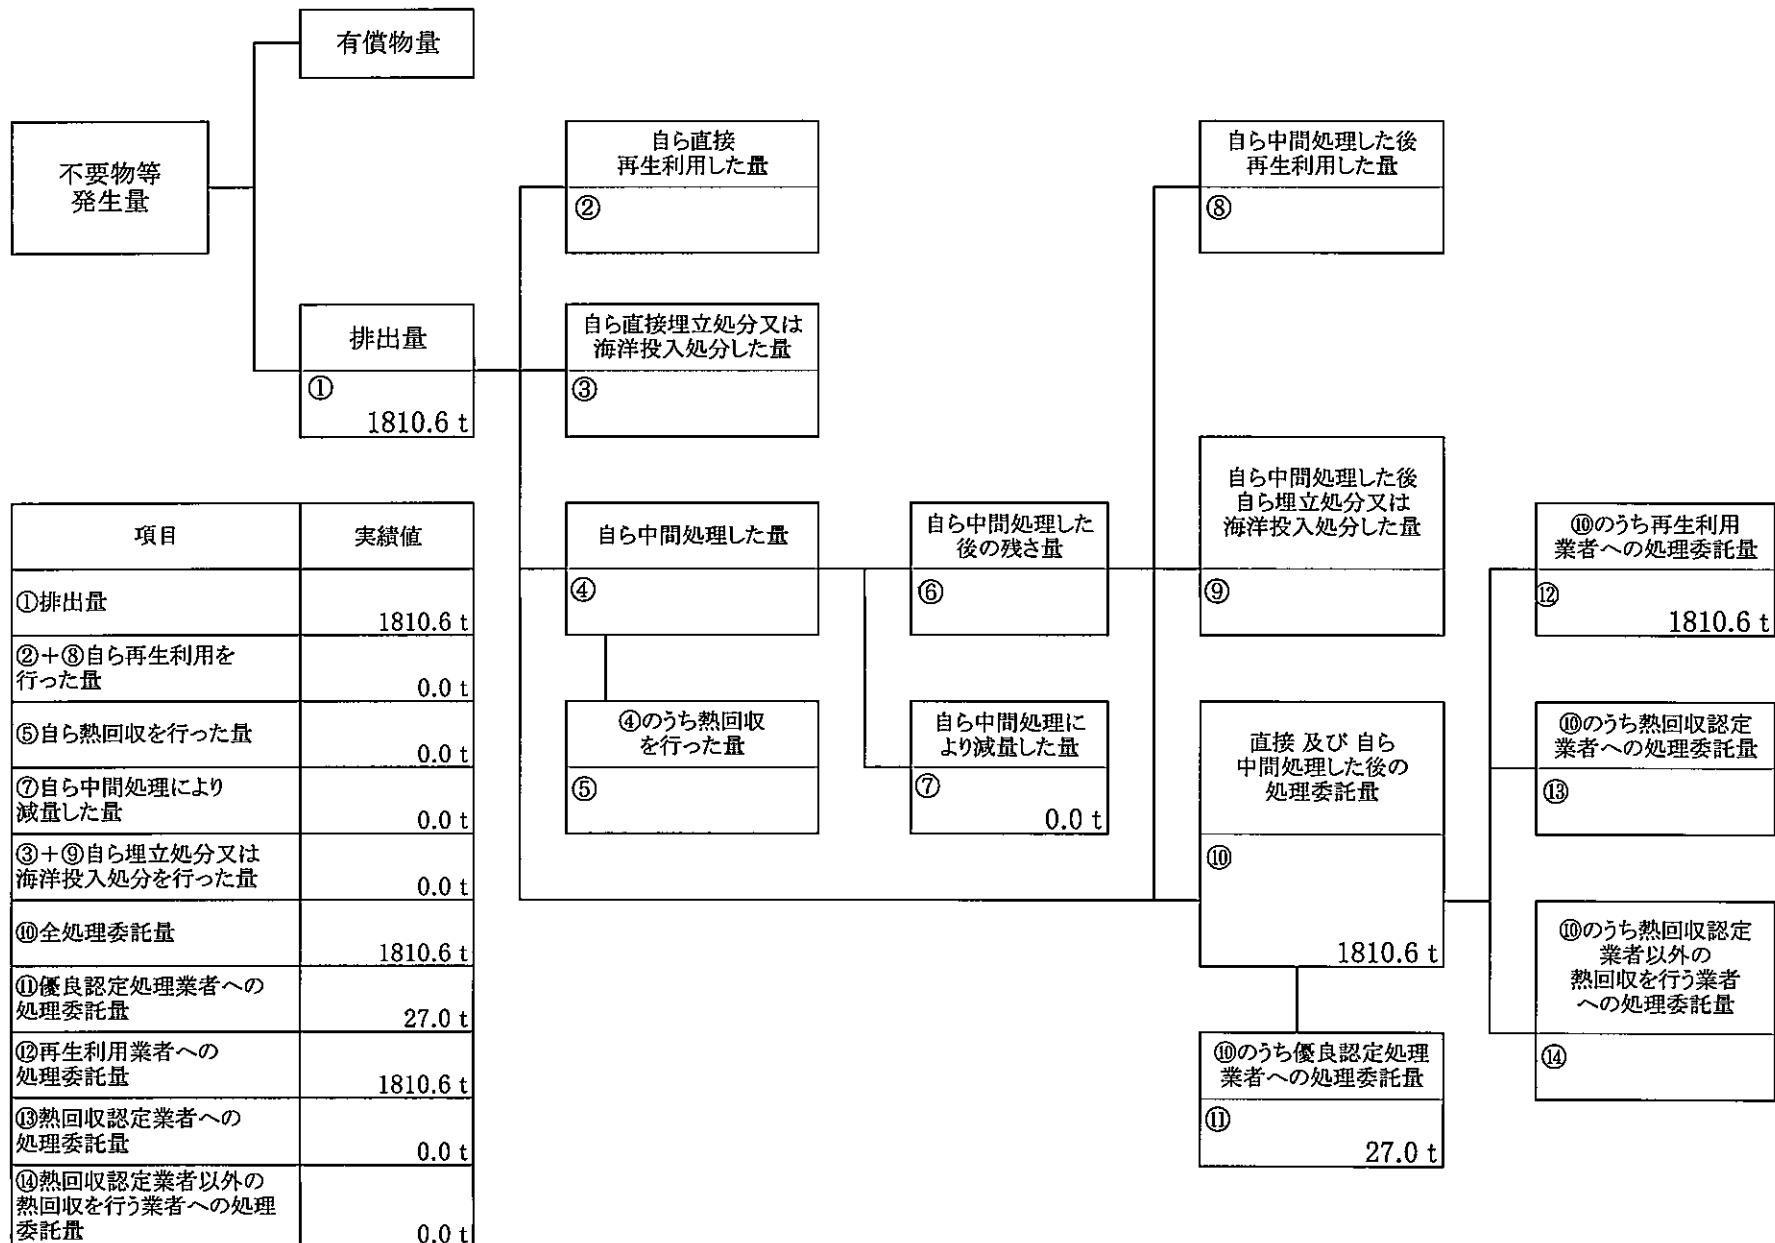 有償物量
不要物等
発生量
排出量
①
1810.6 t
自ら直接
再生利用した量
②
自ら直接埋立処分又は
海洋投入処分した量
③
自ら中間処理した量
④
④のうち熱回収
を行った量
⑤
自ら中間処理した
後の残さ量
⑥
自ら中間処理に
より減量した量
⑦
0.0 t
自ら中間処理した後
再生利用した量
⑧
自ら中間処理した後
自ら埋立処分又は
海洋投入処分した量
⑨
直接 及び 自ら
中間処理した後の
処理委託量
⑩
1810.6 t
⑩のうち優良認定処理
業者への処理委託量
⑪
27.0 t
⑩のうち再生利用
業者への処理委託量
⑫
1810.6 t
⑩のうち熱回収認定
業者への処理委託量
⑬
⑩のうち熱回収認定
業者以外の
熱回収を行う業者
への処理委託量
⑭
項目 実績値
①排出量
1810.6 t
②+⑧自ら再生利用を
行った量
0.0 t
⑤自ら熱回収を行った量
0.0 t
⑦自ら中間処理により
減量した量
0.0 t
③+⑨自ら埋立処分又は
海洋投入処分を行った量
0.0 t
⑩全処理委託量
1810.6 t
⑪優良認定処理業者への
処理委託量
27.0 t
⑫再生利用業者への
処理委託量
1810.6 t
⑬熱回収認定業者への
処理委託量
0.0 t
⑭熱回収認定業者以外の
熱回収を行う業者への処理
委託量
0.0 t